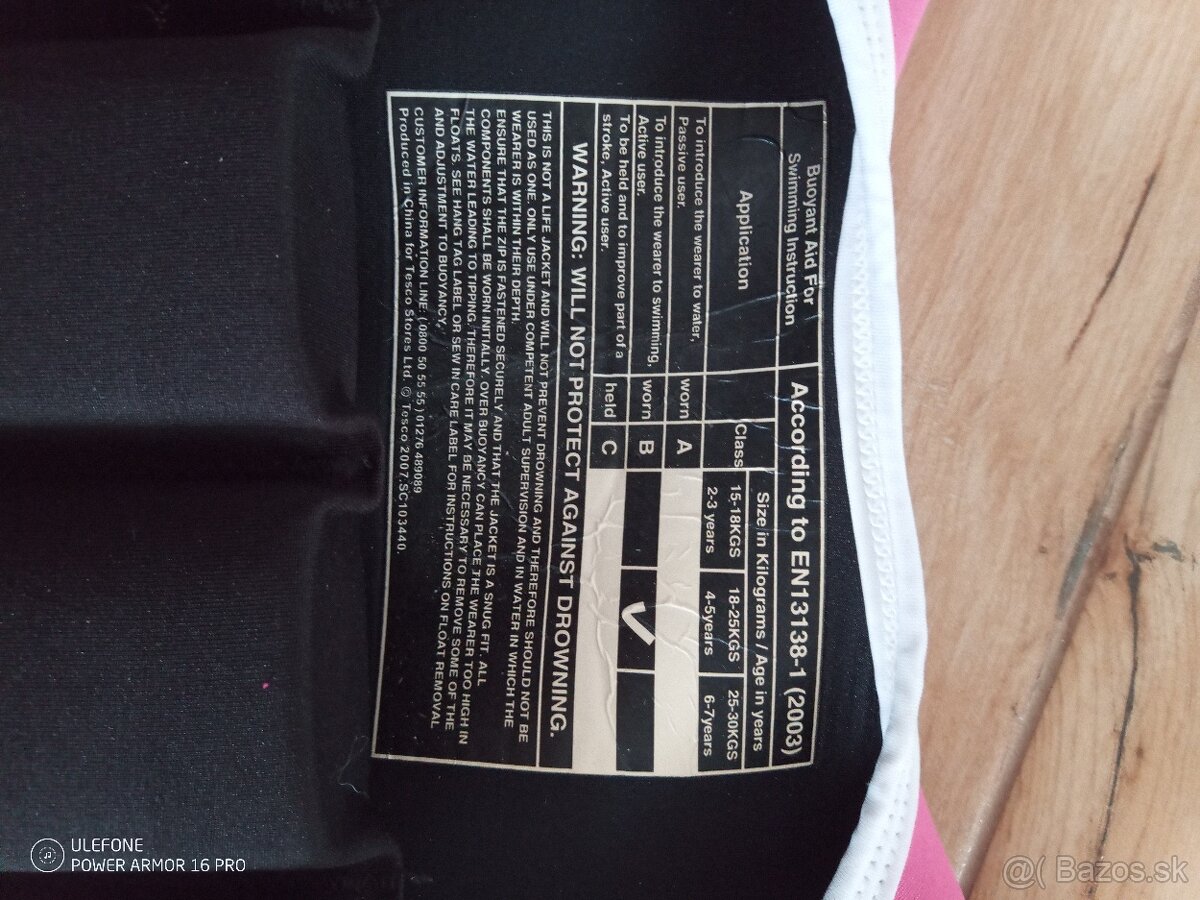 Buoyant Aid For
Swimming Instruction
According to EN13138-1 (2003)
Application
Class
Size in Kilograms / Age in years
15-18KGS
2-3 years
18-25KGS
4-5years
25-30KGS
6-7years
To introduce the wearer to water,
Passive user.
worn
A
To introduce the wearer to swimming,
Active user.
worn
B
To be held and to improve part of a
stroke, Active user.
held
C
WARNING: WILL NOT PROTECT AGAINST DROWNING.
THIS IS NOT A LIFE JACKET AND WILL NOT PREVENT DROWNING AND THEREFORE SHOULD NOT BE
USED AS ONE. ONLY USE UNDER COMPETENT ADULT SUPERVISION AND IN WATER IN WHICH THE
WEARER IS WITHIN THEIR DEPTH.
ENSURE THAT THE ZIP IS FASTENED SECURELY AND THAT THE JACKET IS A SNUG FIT. ALL
COMPONENTS SHALL BE WORN INITIALLY. OVER BUOYANCY CAN PLACE THE WEARER TOO HIGH IN
THE WATER LEADING TO TIPPING, THEREFORE IT MAY BE NECESSARY TO REMOVE SOME OF THE
FLOATS. SEE HANG TAG LABEL OR SEW IN CARE LABEL FOR INSTRUCTIONS ON FLOAT REMOVAL
AND ADJUSTMENT TO BUOYANCY.
CUSTOMER INFORMATION LINE: (0800 50 55 55) 01276 489089
Produced in China for Tesco Stores Ltd. © Tesco 2007.SC103440.
ULEFONE
POWER ARMOR 16 PRO
@( Bazos.sk